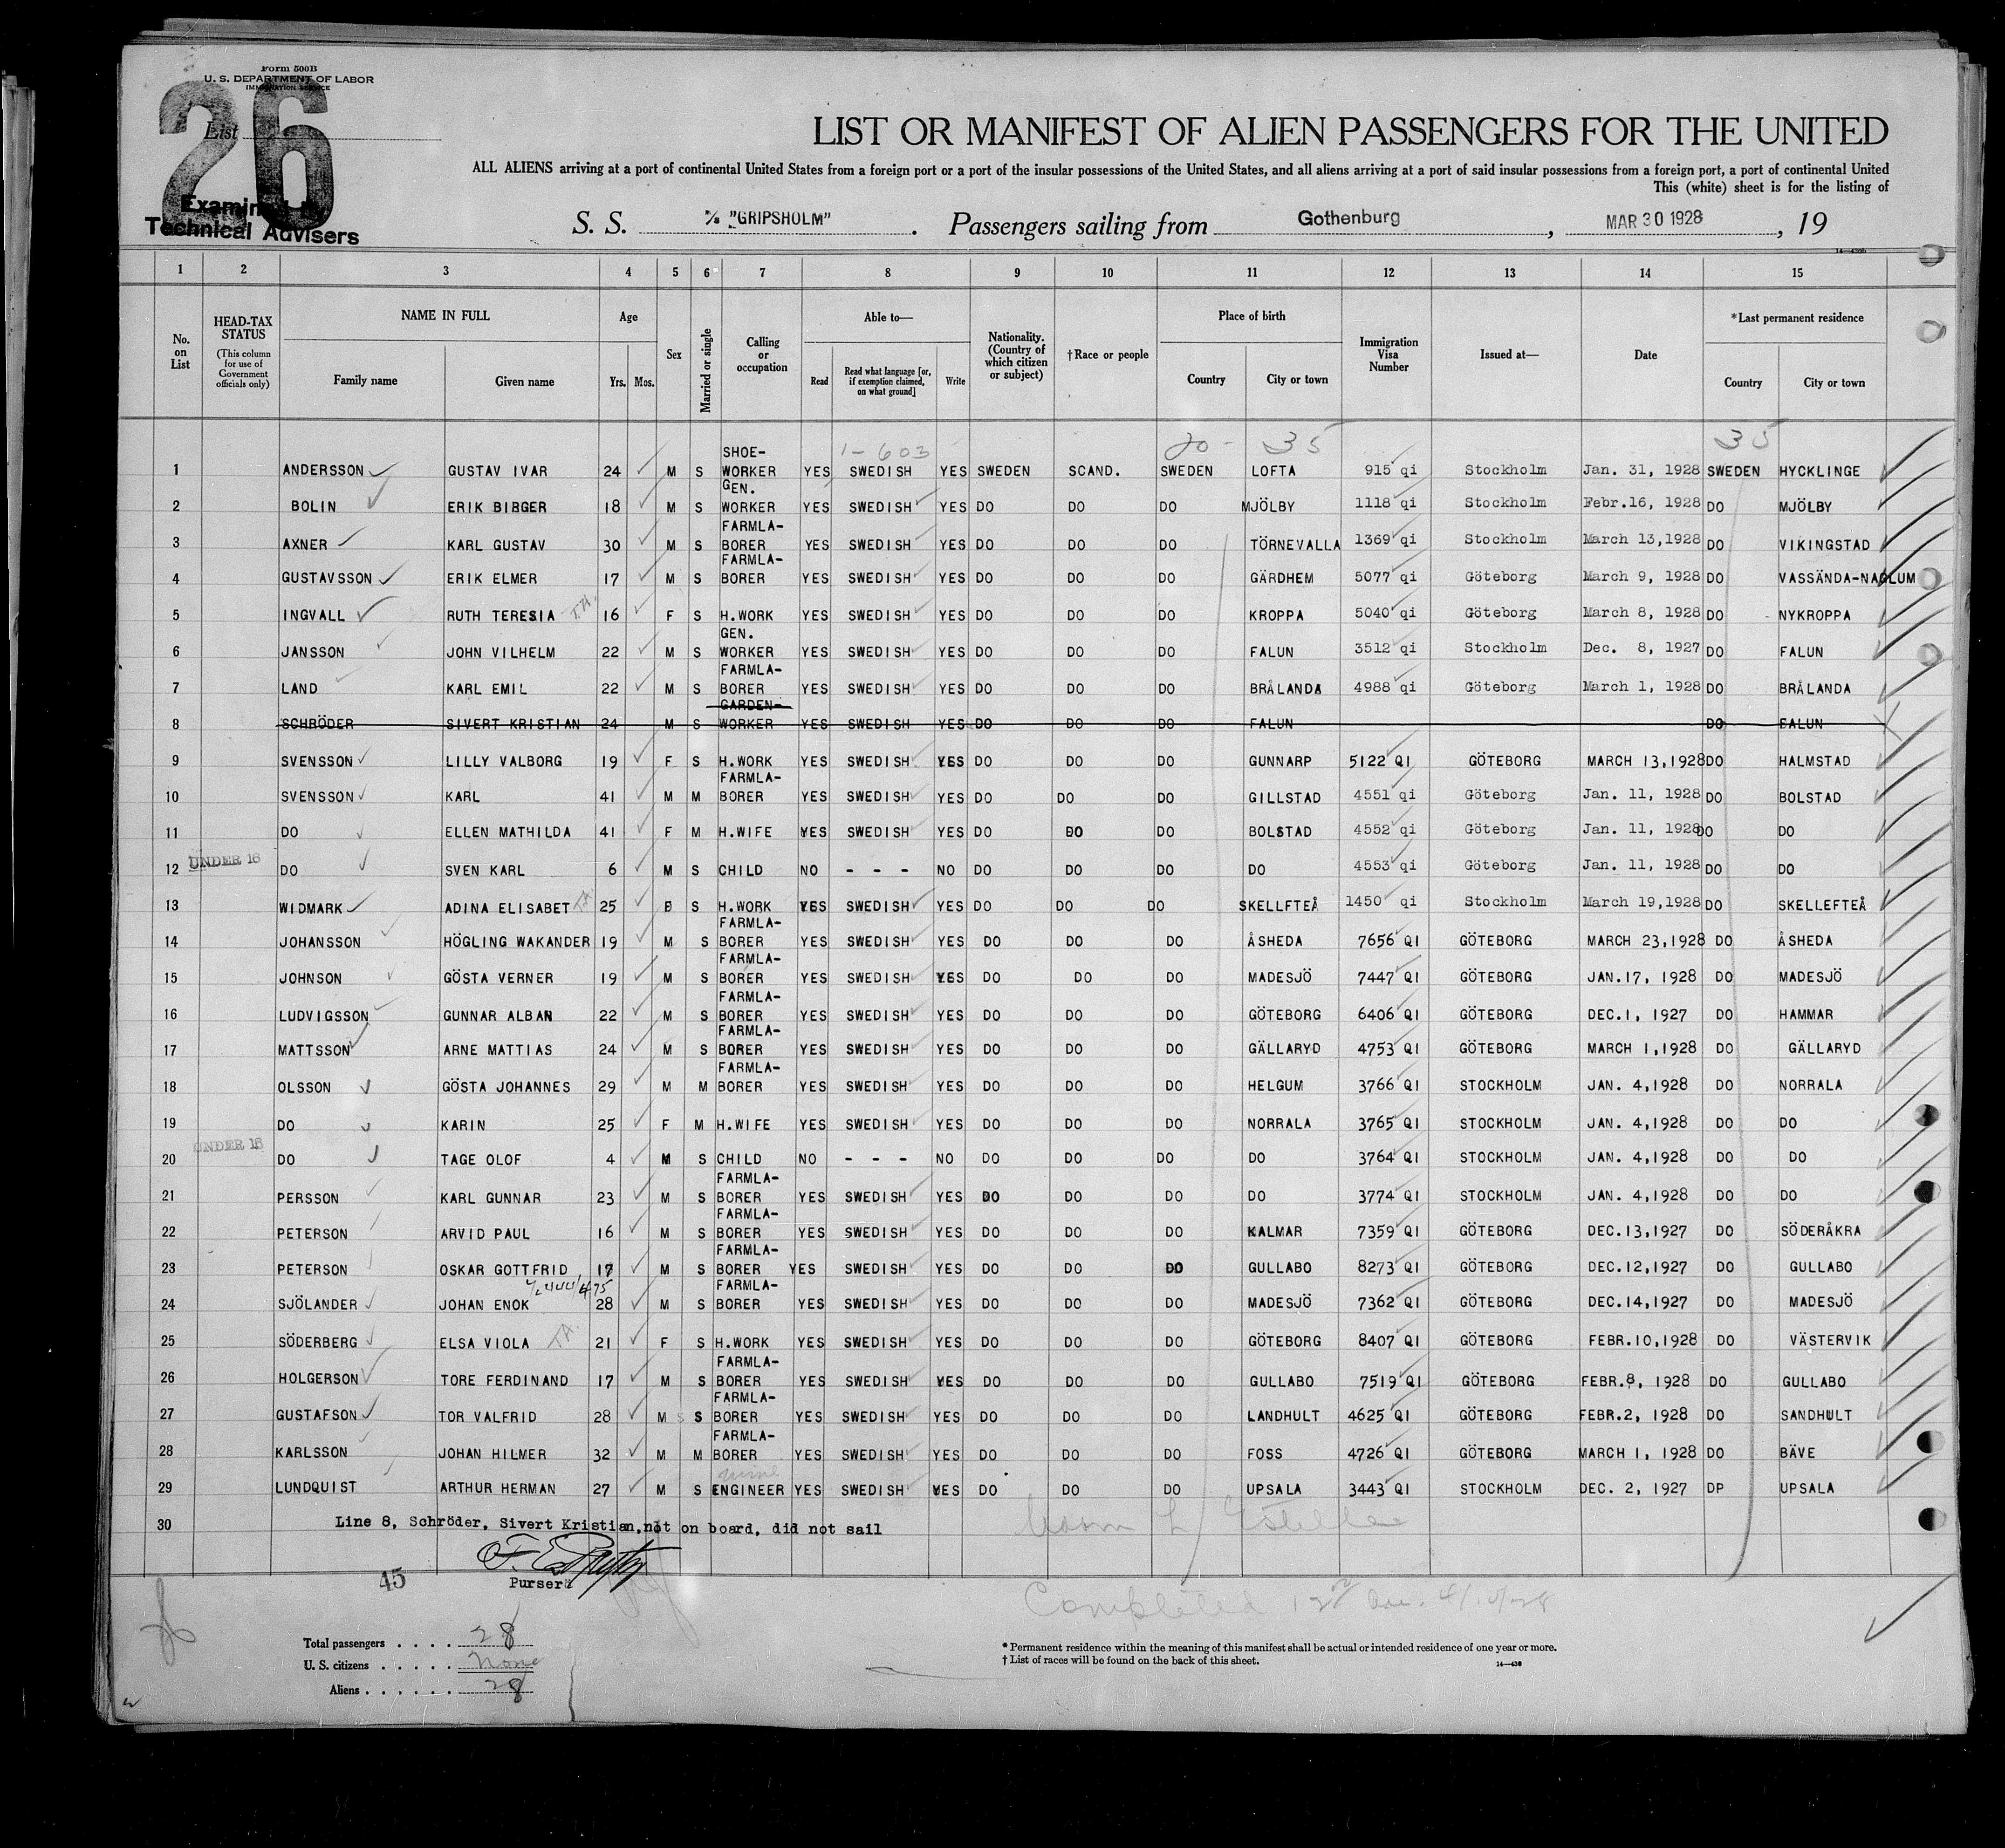 Form 500B
U. S. DEPARTMENT OF LABOR
IMMIGRATION SERVICE
26
List
Examined by
Technical Advisers
LIST OR MANIFEST OF ALIEN PASSENGERS FOR THE UNITED
ALL ALIENS arriving at a port of continental United States from a foreign port or a port of the insular possessions of the United States, and all aliens arriving at a port of said insular possessions from a foreign port, a port of continental United
This (white) sheet is for the listing of
S. S. M/S "GRIPSHOLM". Passengers sailing from Gothenburg, MAR 30 1928, 19
14—430b
1 2 3 4 5 6 7 8 9 10 11 12 13 14 15
No. on List
HEAD-TAX STATUS (This column for use of Government officials only)
NAME IN FULL
Family name Given name
Age
Yrs. Mos.
Sex
Married or single
Calling or occupation
Able to—
Read
Read what language [or, if exemption claimed, on what ground]
Write
Nationality. (Country of which citizen or subject)
†Race or people
Place of birth
Country City or town
Immigration Visa Number
Issued at—
Date
*Last permanent residence
Country City or town
1-603 20- 35 35
1 ANDERSSON GUSTAV IVAR 24 M S SHOE-WORKER YES SWEDISH YES SWEDEN SCAND. SWEDEN LOFTA 915 qi Stockholm Jan. 31, 1928 SWEDEN HYCKLINGE
2 BOLIN ERIK BIRGER 18 M S GEN. WORKER YES SWEDISH YES DO DO DO MJÖLBY 1118 qi Stockholm Febr.16, 1928 DO MJÖLBY
3 AXNER KARL GUSTAV 30 M S FARMLA-BORER YES SWEDISH YES DO DO DO TÖRNEVALLA 1369 qi Stockholm March 13,1928 DO VIKINGSTAD
4 GUSTAVSSON ERIK ELMER 17 M S FARMLA-BORER YES SWEDISH YES DO DO DO GÄRDHEM 5077 qi Göteborg March 9, 1928 DO VASSÄNDA-NAGLUM
5 INGVALL RUTH TERESIA 16 F S H.WORK YES SWEDISH YES DO DO DO KROPPA 5040 qi Göteborg March 8, 1928 DO NYKROPPA
6 JANSSON JOHN VILHELM 22 M S GEN. WORKER YES SWEDISH YES DO DO DO FALUN 3512 qi Stockholm Dec. 8, 1927 DO FALUN
7 LAND KARL EMIL 22 M S FARMLA-BORER YES SWEDISH YES DO DO DO BRÅLANDA 4988 qi Göteborg March 1, 1928 DO BRÅLANDA
8 SCHRÖDER SIVERT KRISTIAN 24 M S GARDEN-WORKER YES SWEDISH YES DO DO DO FALUN DO FALUN
9 SVENSSON LILLY VALBORG 19 F S H.WORK YES SWEDISH YES DO DO DO GUNNARP 5122 QI GÖTEBORG MARCH 13,1928 DO HALMSTAD
10 SVENSSON KARL 41 M M FARMLA-BORER YES SWEDISH YES DO DO DO GILLSTAD 4551 qi Göteborg Jan. 11, 1928 DO BOLSTAD
11 DO ELLEN MATHILDA 41 F M H.WIFE YES SWEDISH YES DO DO DO BOLSTAD 4552 qi Göteborg Jan. 11, 1928 DO DO
12 UNDER 16 DO SVEN KARL 6 M S CHILD NO - - - NO DO DO DO DO 4553 qi Göteborg Jan. 11, 1928 DO DO
13 WIDMARK ADINA ELISABET 25 S H.WORK YES SWEDISH YES DO DO DO SKELLFTEÅ 1450 qi Stockholm March 19,1928 DO SKELLEFTEÅ
14 JOHANSSON HÖGLING WAKANDER 19 M S FARMLA-BORER YES SWEDISH YES DO DO DO ÅSHEDA 7656 QI GÖTEBORG MARCH 23,1928 DO ÅSHEDA
15 JOHNSON GÖSTA VERNER 19 M S FARMLA-BORER YES SWEDISH YES DO DO DO MADESJÖ 7447 QI GÖTEBORG JAN.17, 1928 DO MADESJÖ
16 LUDVIGSSON GUNNAR ALBAN 22 M S FARMLA-BORER YES SWEDISH YES DO DO DO GÖTEBORG 6406 QI GÖTEBORG DEC.1, 1927 DO HAMMAR
17 MATTSSON ARNE MATTIAS 24 M S FARMLA-BORER YES SWEDISH YES DO DO DO GÄLLARYD 4753 QI GÖTEBORG MARCH 1,1928 DO GÄLLARYD
18 OLSSON GÖSTA JOHANNES 29 M M FARMLA-BORER YES SWEDISH YES DO DO DO HELGUM 3766 QI STOCKHOLM JAN. 4,1928 DO NORRALA
19 DO KARIN 25 F M H.WIFE YES SWEDISH YES DO DO DO NORRALA 3765 QI STOCKHOLM JAN. 4,1928 DO DO
20 UNDER 16 DO TAGE OLOF 4 M S CHILD NO - - - NO DO DO DO DO 3764 QI STOCKHOLM JAN. 4,1928 DO DO
21 PERSSON KARL GUNNAR 23 M S FARMLA-BORER YES SWEDISH YES DO DO DO DO 3774 QI STOCKHOLM JAN. 4,1928 DO DO
22 PETERSON ARVID PAUL 16 M S FARMLA-BORER YES SWEDISH YES DO DO DO KALMAR 7359 QI GÖTEBORG DEC.13,1927 DO SÖDERÅKRA
23 PETERSON OSKAR GOTTFRID 17 M S FARMLA-BORER YES SWEDISH YES DO DO DO GULLABO 8273 QI GÖTEBORG DEC.12,1927 DO GULLABO
24 SJÖLANDER JOHAN ENOK 28 M S FARMLA-BORER YES SWEDISH YES DO DO DO MADESJÖ 7362 QI GÖTEBORG DEC.14,1927 DO MADESJÖ
25 SÖDERBERG ELSA VIOLA 21 F S H.WORK YES SWEDISH YES DO DO DO GÖTEBORG 8407 QI GÖTEBORG FEBR.10,1928 DO VÄSTERVIK
26 HOLGERSON TORE FERDINAND 17 M S FARMLA-BORER YES SWEDISH YES DO DO DO GULLABO 7519 QI GÖTEBORG FEBR.8, 1928 DO GULLABO
27 GUSTAFSON TOR VALFRID 28 M S FARMLA-BORER YES SWEDISH YES DO DO DO LANDHULT 4625 QI GÖTEBORG FEBR.2, 1928 DO SANDHULT
28 KARLSSON JOHAN HILMER 32 M M FARMLA-BORER YES SWEDISH YES DO DO DO FOSS 4726 QI GÖTEBORG MARCH 1, 1928 DO BÄVE
29 LUNDQUIST ARTHUR HERMAN 27 M S ENGINEER YES SWEDISH YES DO DO DO UPSALA 3443 QI STOCKHOLM DEC. 2, 1927 DP UPSALA
30 Line 8, Schröder, Sivert Kristian, not on board, did not sail
45 Purser
Completed
Total passengers . . . . 28
U. S. citizens . . . . . None
Aliens . . . . . . 28
* Permanent residence within the meaning of this manifest shall be actual or intended residence of one year or more.
† List of races will be found on the back of this sheet.
14—430